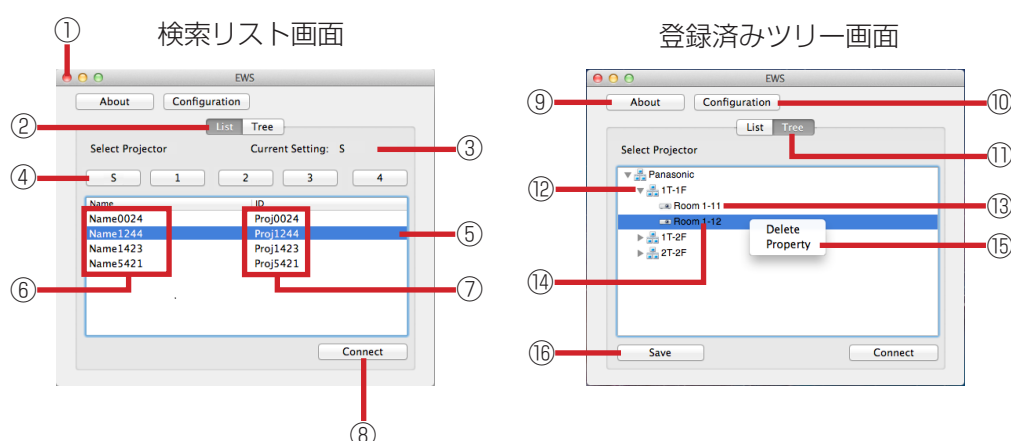 検索リスト画面
①
EWS
About Configuration
② List Tree
Select Projector Current Setting: S ③
④ S 1 2 3 4
Name ID
Name0024 Proj0024
Name1244 Proj1244 ⑤
Name1423 Proj1423
Name5421 Proj5421
⑥ ⑦
Connect
⑧
登録済みツリー画面
EWS
⑨ About Configuration ⑩
List Tree ⑪
Select Projector
Panasonic
⑫ 1T-1F
Room 1-11 ⑬
Room 1-12
Delete
Property ⑮
1T-2F
2T-2F
⑭
⑯ Save Connect